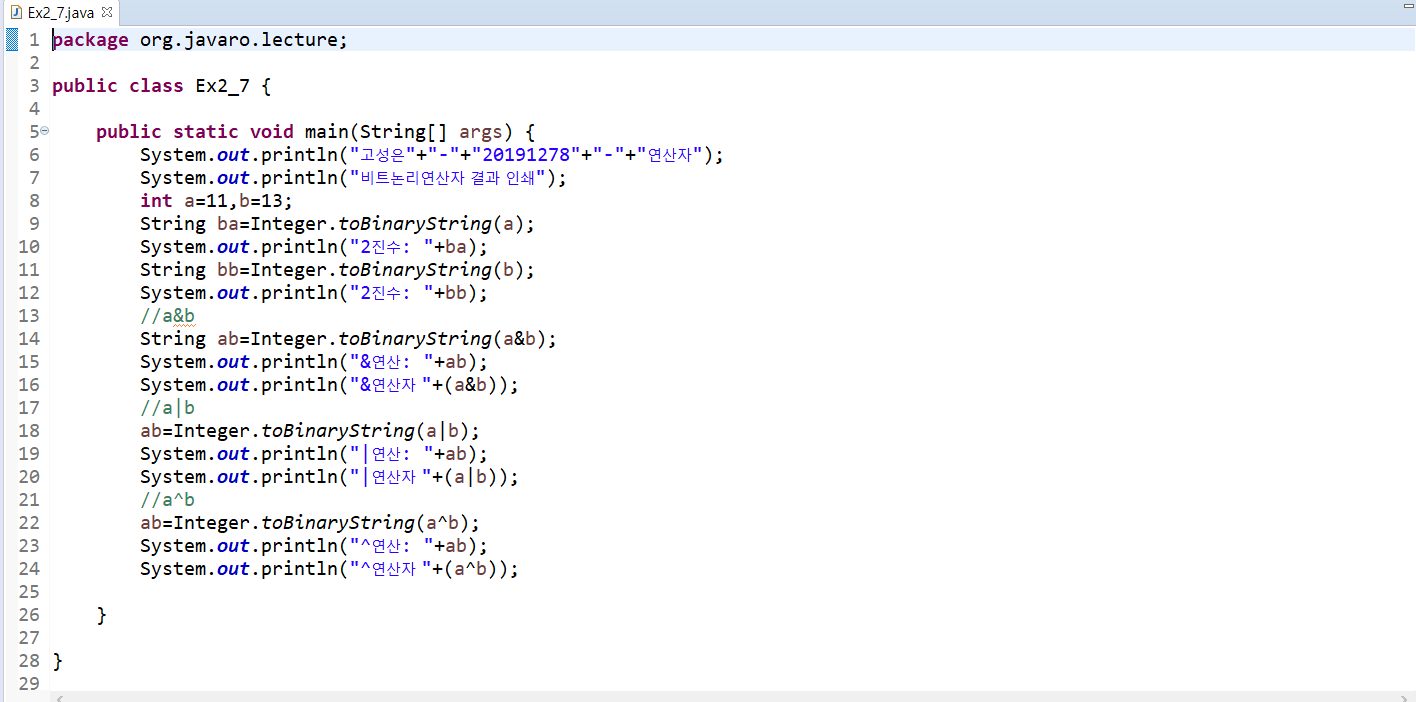 Ex2_7.java
1 package org.javaro.lecture;
2
3 public class Ex2_7 {
4
5 public static void main(String[] args) {
6 System.out.println("고성은"+"-"+"20191278"+"-"+"연산자");
7 System.out.println("비트논리연산자 결과 인쇄");
8 int a=11,b=13;
9 String ba=Integer.toBinaryString(a);
10 System.out.println("2진수: "+ba);
11 String bb=Integer.toBinaryString(b);
12 System.out.println("2진수: "+bb);
13 //a&b
14 String ab=Integer.toBinaryString(a&b);
15 System.out.println("&연산: "+ab);
16 System.out.println("&연산자 "+(a&b));
17 //a|b
18 ab=Integer.toBinaryString(a|b);
19 System.out.println("|연산: "+ab);
20 System.out.println("|연산자 "+(a|b));
21 //a^b
22 ab=Integer.toBinaryString(a^b);
23 System.out.println("^연산: "+ab);
24 System.out.println("^연산자 "+(a^b));
25
26 }
27
28 }
29